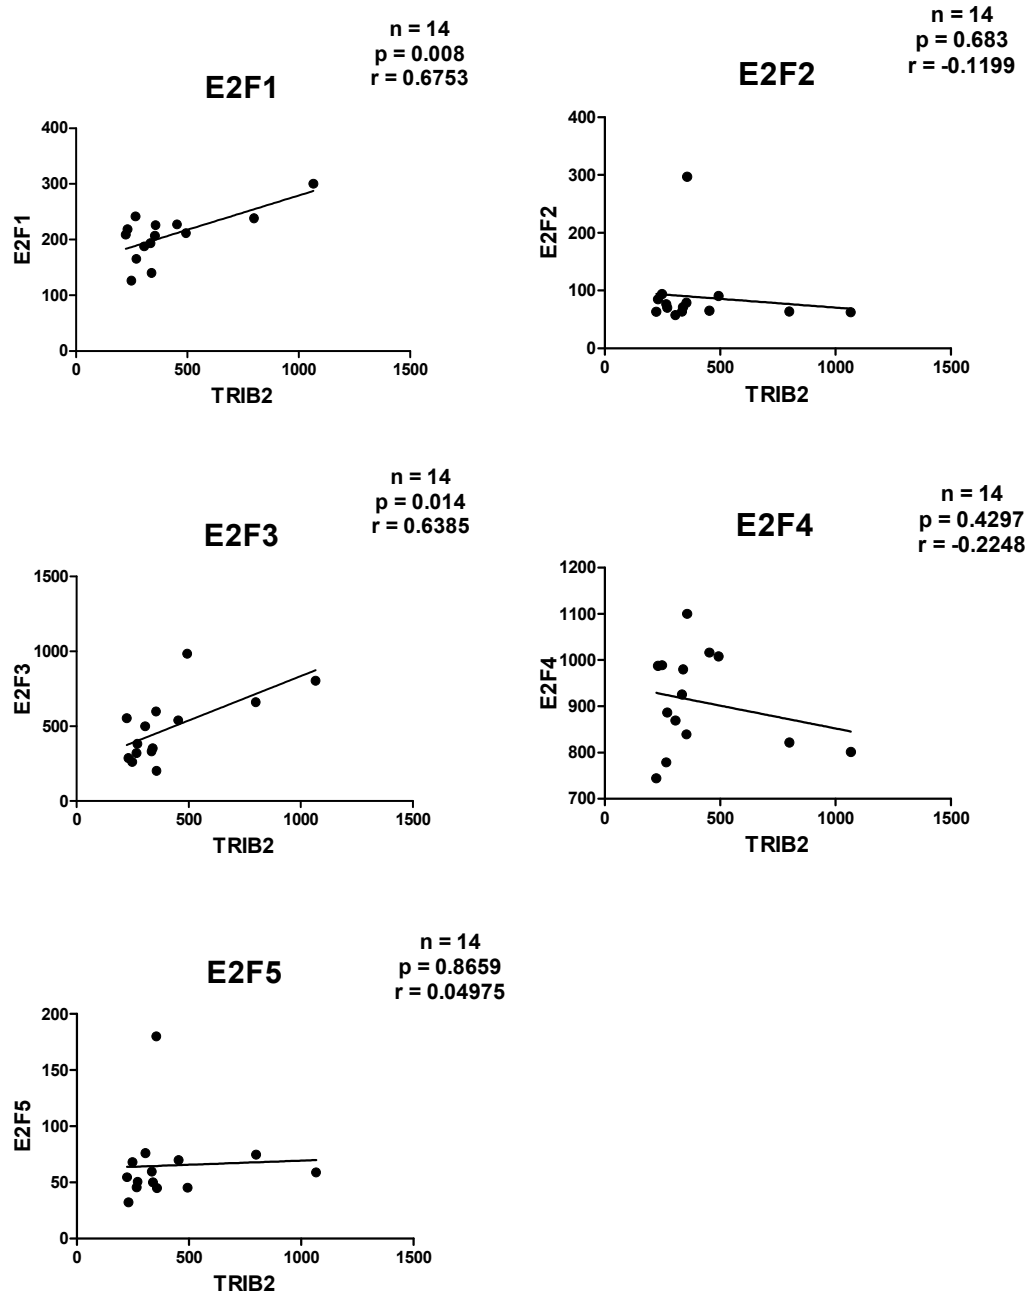 n = 14
p = 0.008
r = 0.6753
E2F1
400
300
200
100
0
E2F1
0 500 1000 1500
TRIB2
n = 14
p = 0.683
r = -0.1199
E2F2
400
300
200
100
0
E2F2
0 500 1000 1500
TRIB2
n = 14
p = 0.014
r = 0.6385
E2F3
1500
1000
500
0
E2F3
0 500 1000 1500
TRIB2
n = 14
p = 0.4297
r = -0.2248
E2F4
1200
1100
1000
900
800
700
E2F4
0 500 1000 1500
TRIB2
n = 14
p = 0.8659
r = 0.04975
E2F5
200
150
100
50
0
E2F5
0 500 1000 1500
TRIB2